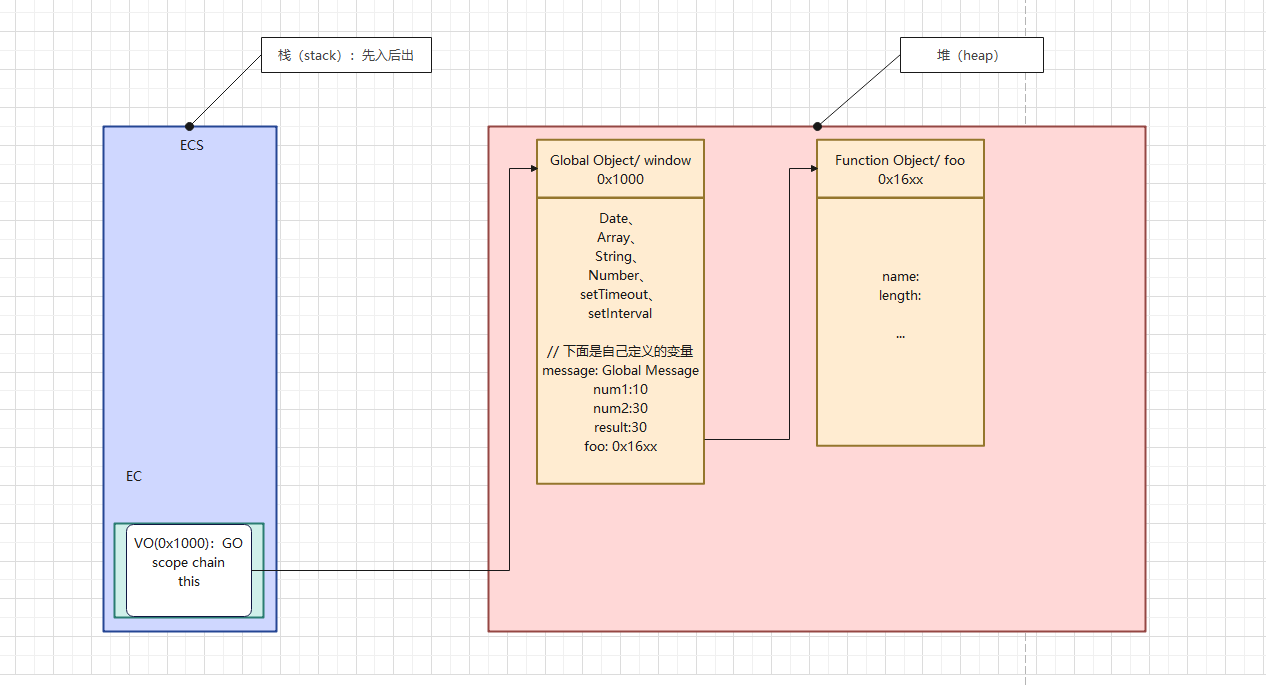 栈（stack）：先入后出
堆（heap）
ECS
EC
VO(0x1000)：GO
scope chain
this
Global Object/ window
0x1000
Date、
Array、
String、
Number、
setTimeout、
setInterval
// 下面是自己定义的变量
message: Global Message
num1:10
num2:30
result:30
foo: 0x16xx
Function Object/ foo
0x16xx
name:
length:
...